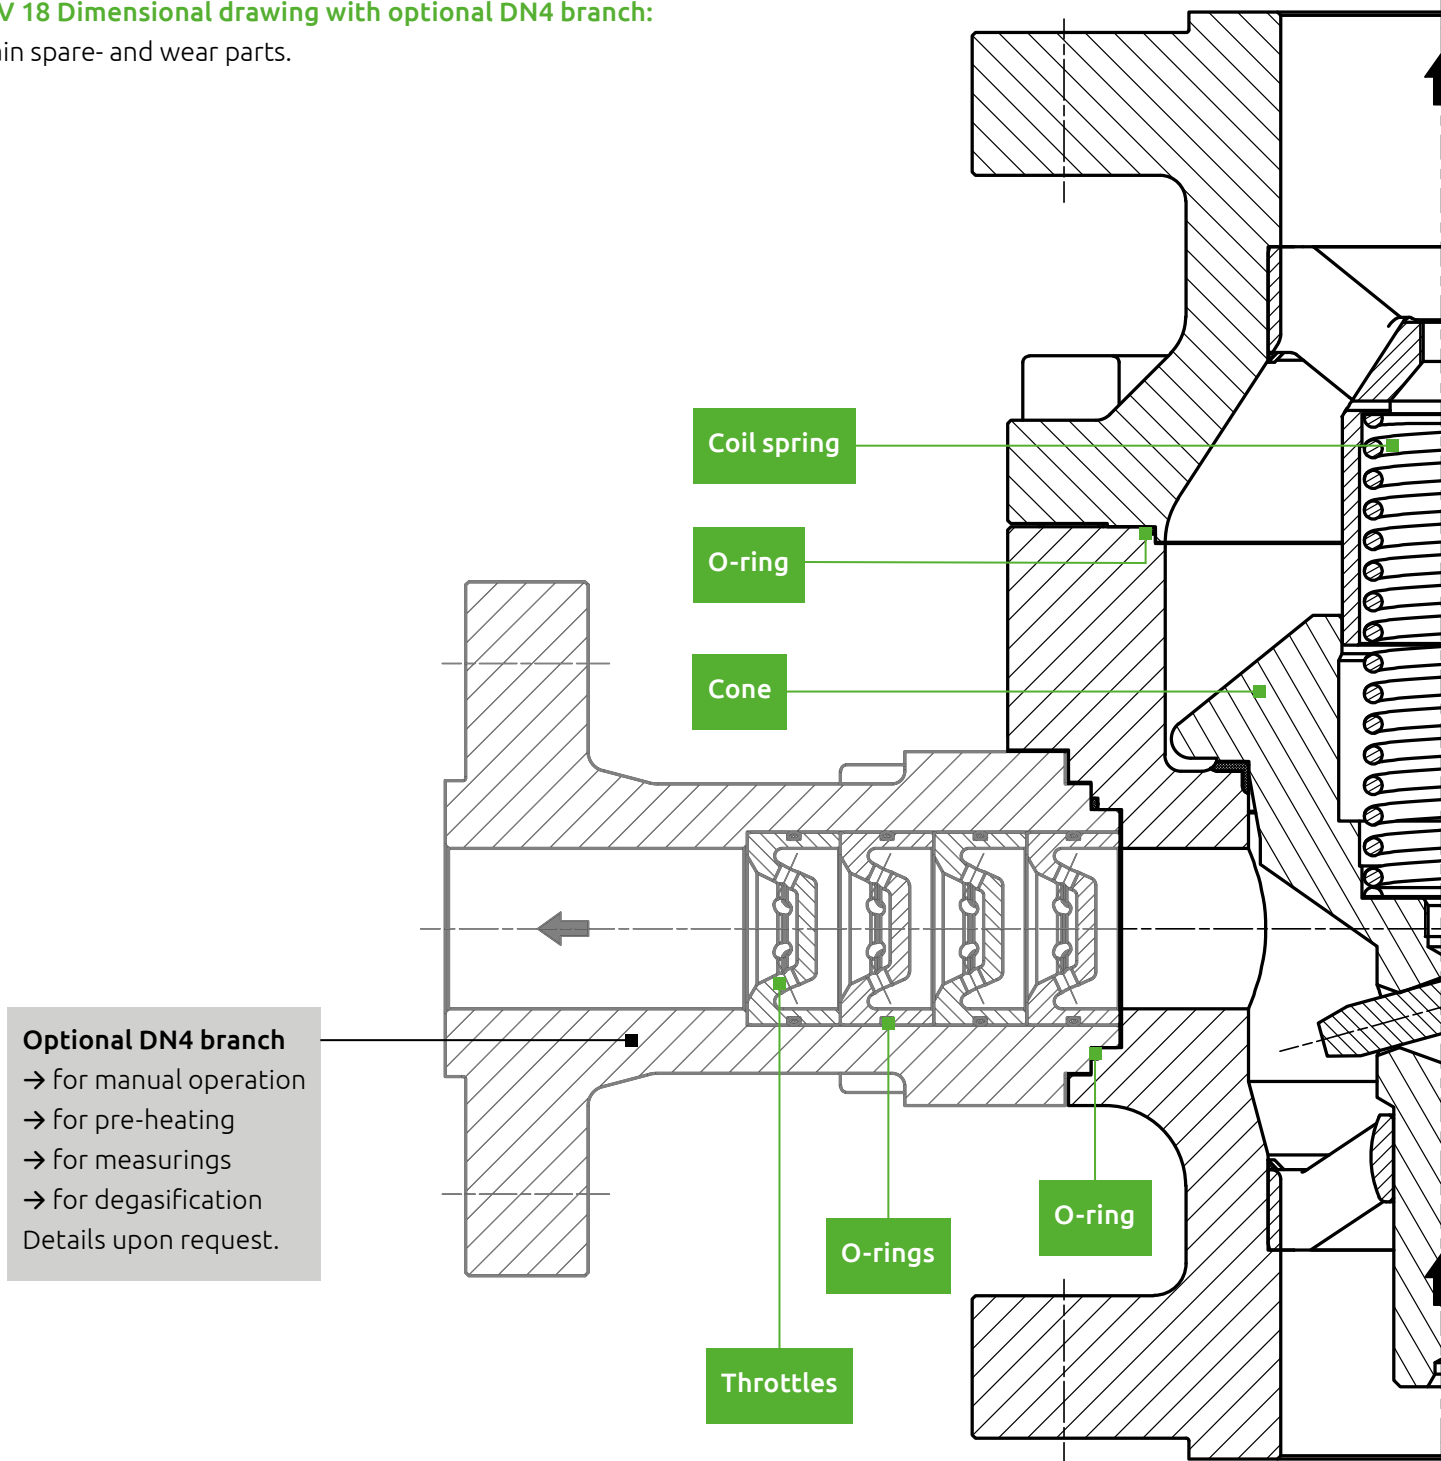 V 18 Dimensional drawing with optional DN4 branch:
in spare- and wear parts.
Coil spring
O-ring
Cone
Optional DN4 branch
→ for manual operation
→ for pre-heating
→ for measurings
→ for degasification
Details upon request.
O-ring
O-rings
Throttles